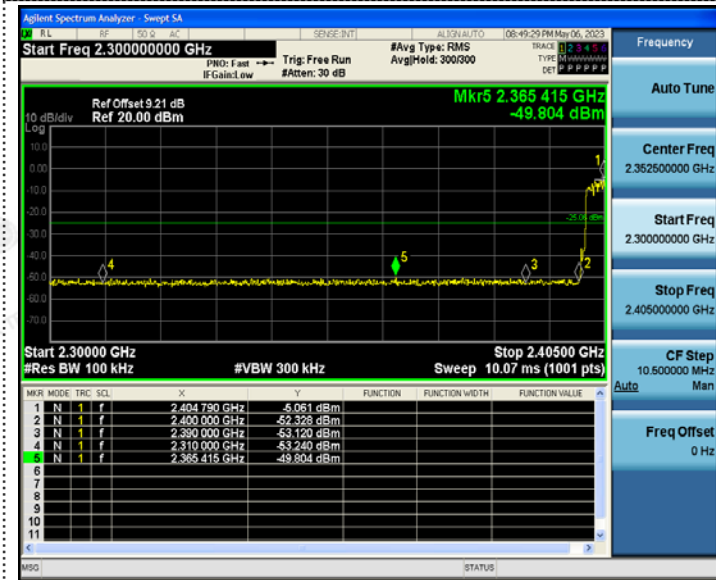 Agilent Spectrum Analyzer - Swept SA
RL RF 50 Ω AC SENSE:INT ALIGN AUTO 08:49:29 PM May 06, 2023
Start Freq 2.300000000 GHz
PNO: Fast
IFGain:Low
Trig: Free Run
#Atten: 30 dB
#Avg Type: RMS
Avg|Hold: 300/300
TRACE 1 2 3 4 5 6
TYPE M
DET P P P P P P
Ref Offset 9.21 dB
Ref 20.00 dBm
Mkr5 2.365 415 GHz
-49.804 dBm
10 dB/div
Log
10.0
0.00
-10.0
-20.0
-30.0
-40.0
-50.0
-60.0
-70.0
-25.06 dBm
1
2
3
4
5
Start 2.30000 GHz
Stop 2.40500 GHz
#Res BW 100 kHz
#VBW 300 kHz
Sweep 10.07 ms (1001 pts)
MKR MODE TRC SCL X Y FUNCTION FUNCTION WIDTH FUNCTION VALUE
1 N 1 f 2.404 790 GHz -5.061 dBm
2 N 1 f 2.400 000 GHz -52.328 dBm
3 N 1 f 2.390 000 GHz -53.120 dBm
4 N 1 f 2.310 000 GHz -53.240 dBm
5 N 1 f 2.365 415 GHz -49.804 dBm
6
7
8
9
10
11
MSG
STATUS
Frequency
Auto Tune
Center Freq
2.352500000 GHz
Start Freq
2.300000000 GHz
Stop Freq
2.405000000 GHz
CF Step
10.500000 MHz
Auto Man
Freq Offset
0 Hz